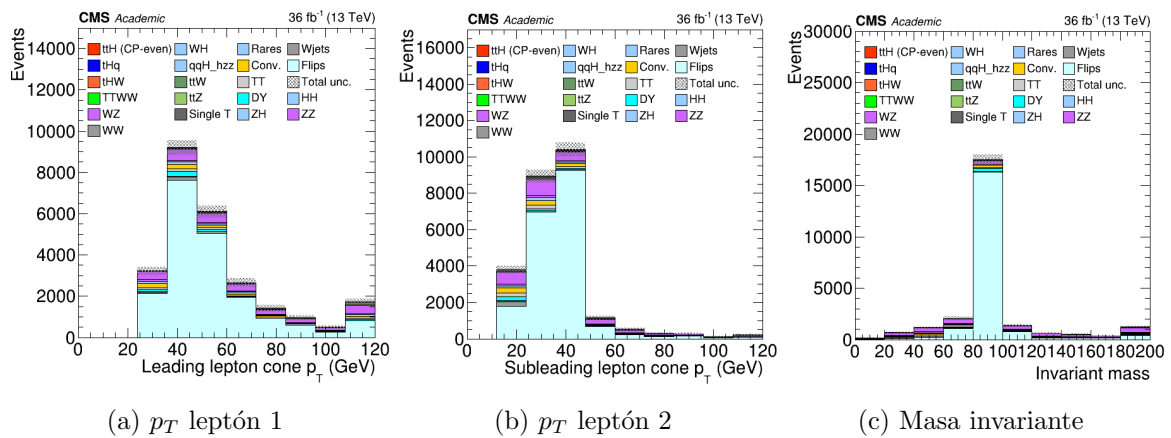 CMS Academic 36 fb⁻¹ (13 TeV)
Events
14000
12000
10000
8000
6000
4000
2000
0
ttH (CP-even) WH Rares Wjets
tHq qqH_hzz Conv. Flips
tHW ttW TT Total unc.
TTWW ttZ DY HH
WZ Single T ZH ZZ
WW
0 20 40 60 80 100 120
Leading lepton cone p_T (GeV)
(a) p_T leptón 1
CMS Academic 36 fb⁻¹ (13 TeV)
Events
16000
14000
12000
10000
8000
6000
4000
2000
0
ttH (CP-even) WH Rares Wjets
tHq qqH_hzz Conv. Flips
tHW ttW TT Total unc.
TTWW ttZ DY HH
WZ Single T ZH ZZ
WW
0 20 40 60 80 100 120
Subleading lepton cone p_T (GeV)
(b) p_T leptón 2
CMS Academic 36 fb⁻¹ (13 TeV)
Events
30000
25000
20000
15000
10000
5000
0
ttH (CP-even) WH Rares Wjets
tHq qqH_hzz Conv. Flips
tHW ttW TT Total unc.
TTWW ttZ DY HH
WZ Single T ZH ZZ
WW
0 20 40 60 80 100 120 140 160 180 200
Invariant mass
(c) Masa invariante